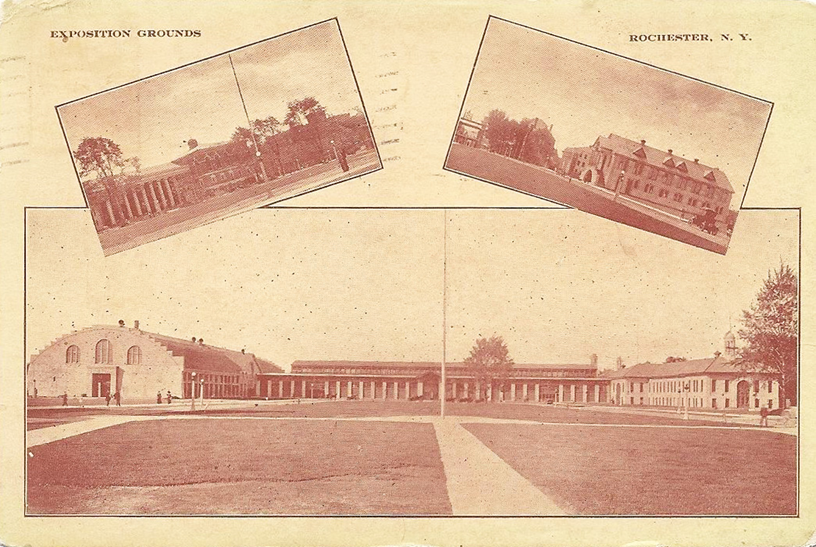 EXPOSITION GROUNDS
ROCHESTER, N. Y.